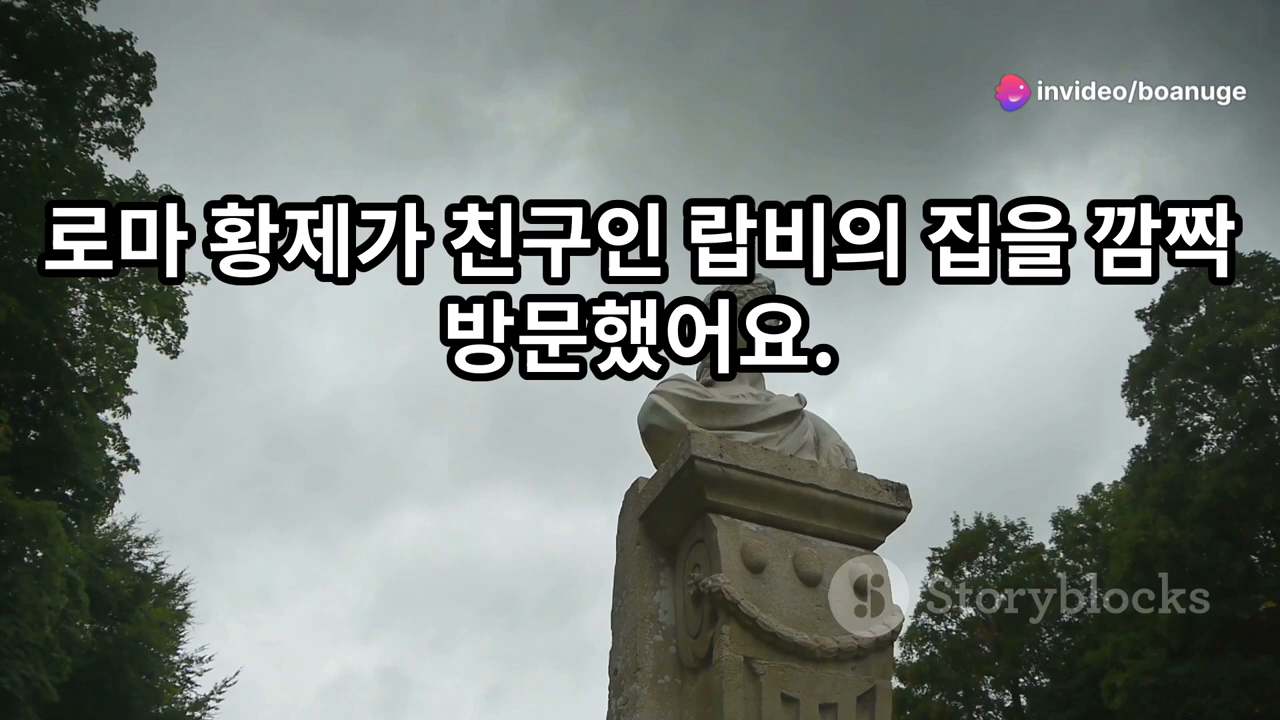 invideo/boanuge
로마 황제가 친구인 랍비의 집을 깜짝
방문했어요.
Storyblocks